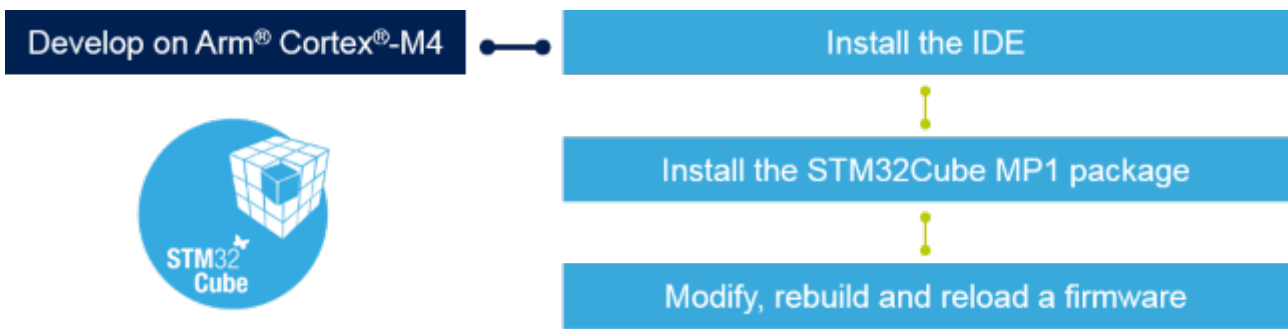 Develop on Arm® Cortex®-M4
Install the IDE
Install the STM32Cube MP1 package
STM32
Cube
Modify, rebuild and reload a firmware